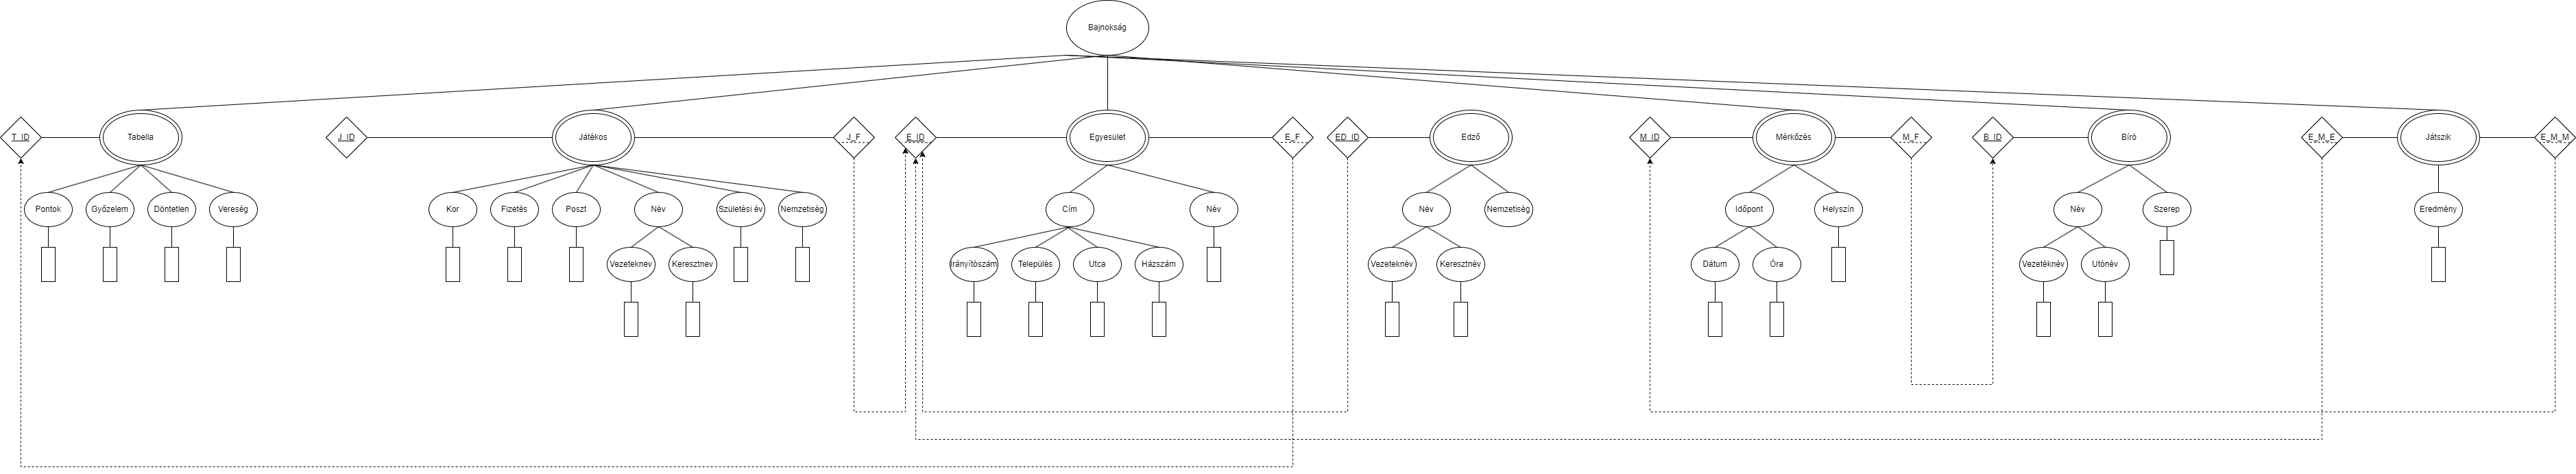 Bajnokság
T_ID
Tabella
J_ID
Játékos
J_F
E_ID
Egyesület
E_F
ED_ID
Edző
M_ID
Mérkőzés
M_F
B_ID
Bíró
E_M_E
Játszik
E_M_M
Pontok
Győzelem
Döntetlen
Vereség
Kor
Fizetés
Poszt
Név
Születési év
Nemzetiség
Cím
Név
Név
Nemzetiség
Időpont
Helyszín
Név
Szerep
Eredmény
Vezeteknev
Keresztnev
Irányítószám
Település
Utca
Házszám
Vezeteknév
Keresztnév
Dátum
Óra
Vezetéknév
Utónév